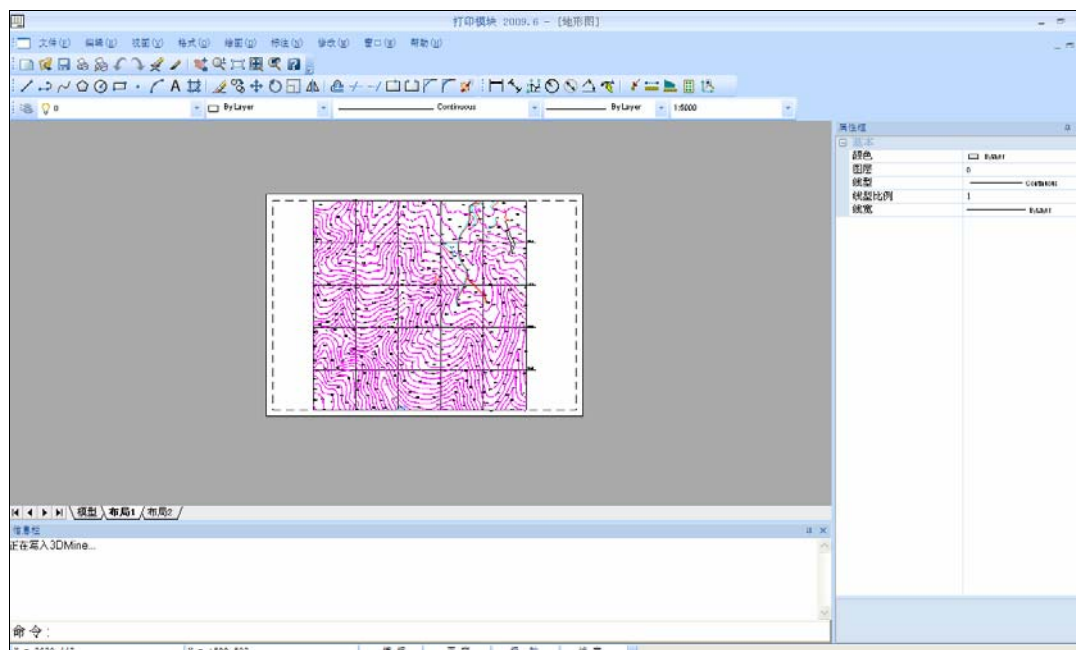 打印模块 2009.6 - [地形图]
文件(F) 编辑(E) 视图(V) 格式(O) 绘图(D) 标注(N) 修改(M) 窗口(W) 帮助(H)
0 ByLayer Continuous ByLayer 1:5000
属性框
基本
颜色 ByLayer
图层 0
线型 Continuous
线型比例 1
线宽 ByLayer
模型 布局1 布局2
信息栏
正在写入3DMine...
命令: